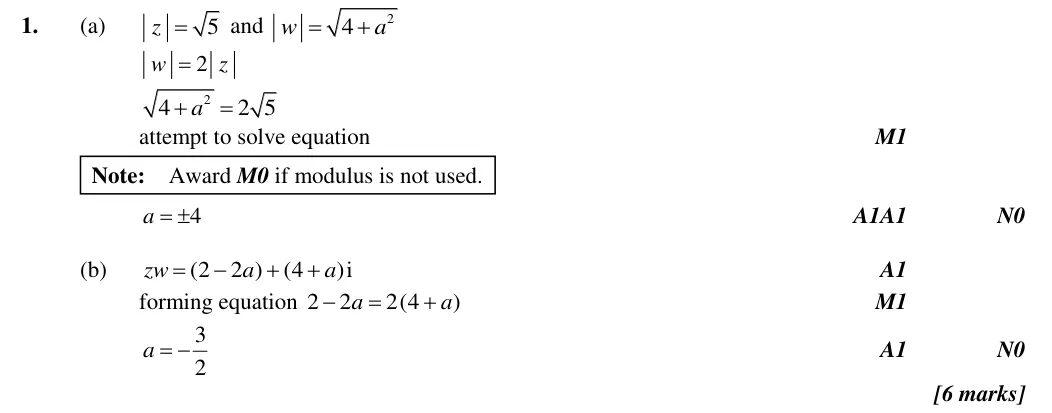 1. (a) |z| = √5 and |w| = √(4 + a²)
|w| = 2|z|
√(4 + a²) = 2√5
attempt to solve equation M1
Note: Award M0 if modulus is not used.
a = ±4 A1A1 N0
(b) zw = (2 − 2a) + (4 + a)i A1
forming equation 2 − 2a = 2(4 + a) M1
a = −3/2 A1 N0
[6 marks]